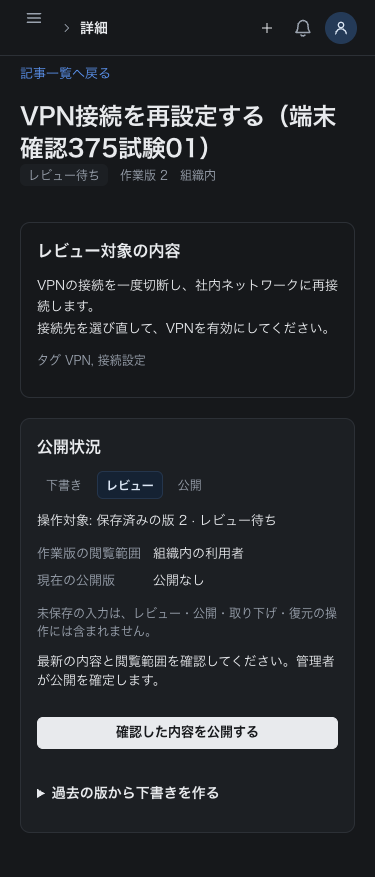 詳細
記事一覧へ戻る
VPN接続を再設定する（端末
確認375試験01）
レビュー待ち 作業版 2 組織内
レビュー対象の内容
VPNの接続を一度切断し、社内ネットワークに再接
続します。
接続先を選び直して、VPNを有効にしてください。
タグ VPN, 接続設定
公開状況
下書き レビュー 公開
操作対象: 保存済みの版 2 · レビュー待ち
作業版の閲覧範囲 組織内の利用者
現在の公開版 公開なし
未保存の入力は、レビュー・公開・取り下げ・復元の操
作には含まれません。
最新の内容と閲覧範囲を確認してください。管理者
が公開を確定します。
確認した内容を公開する
過去の版から下書きを作る